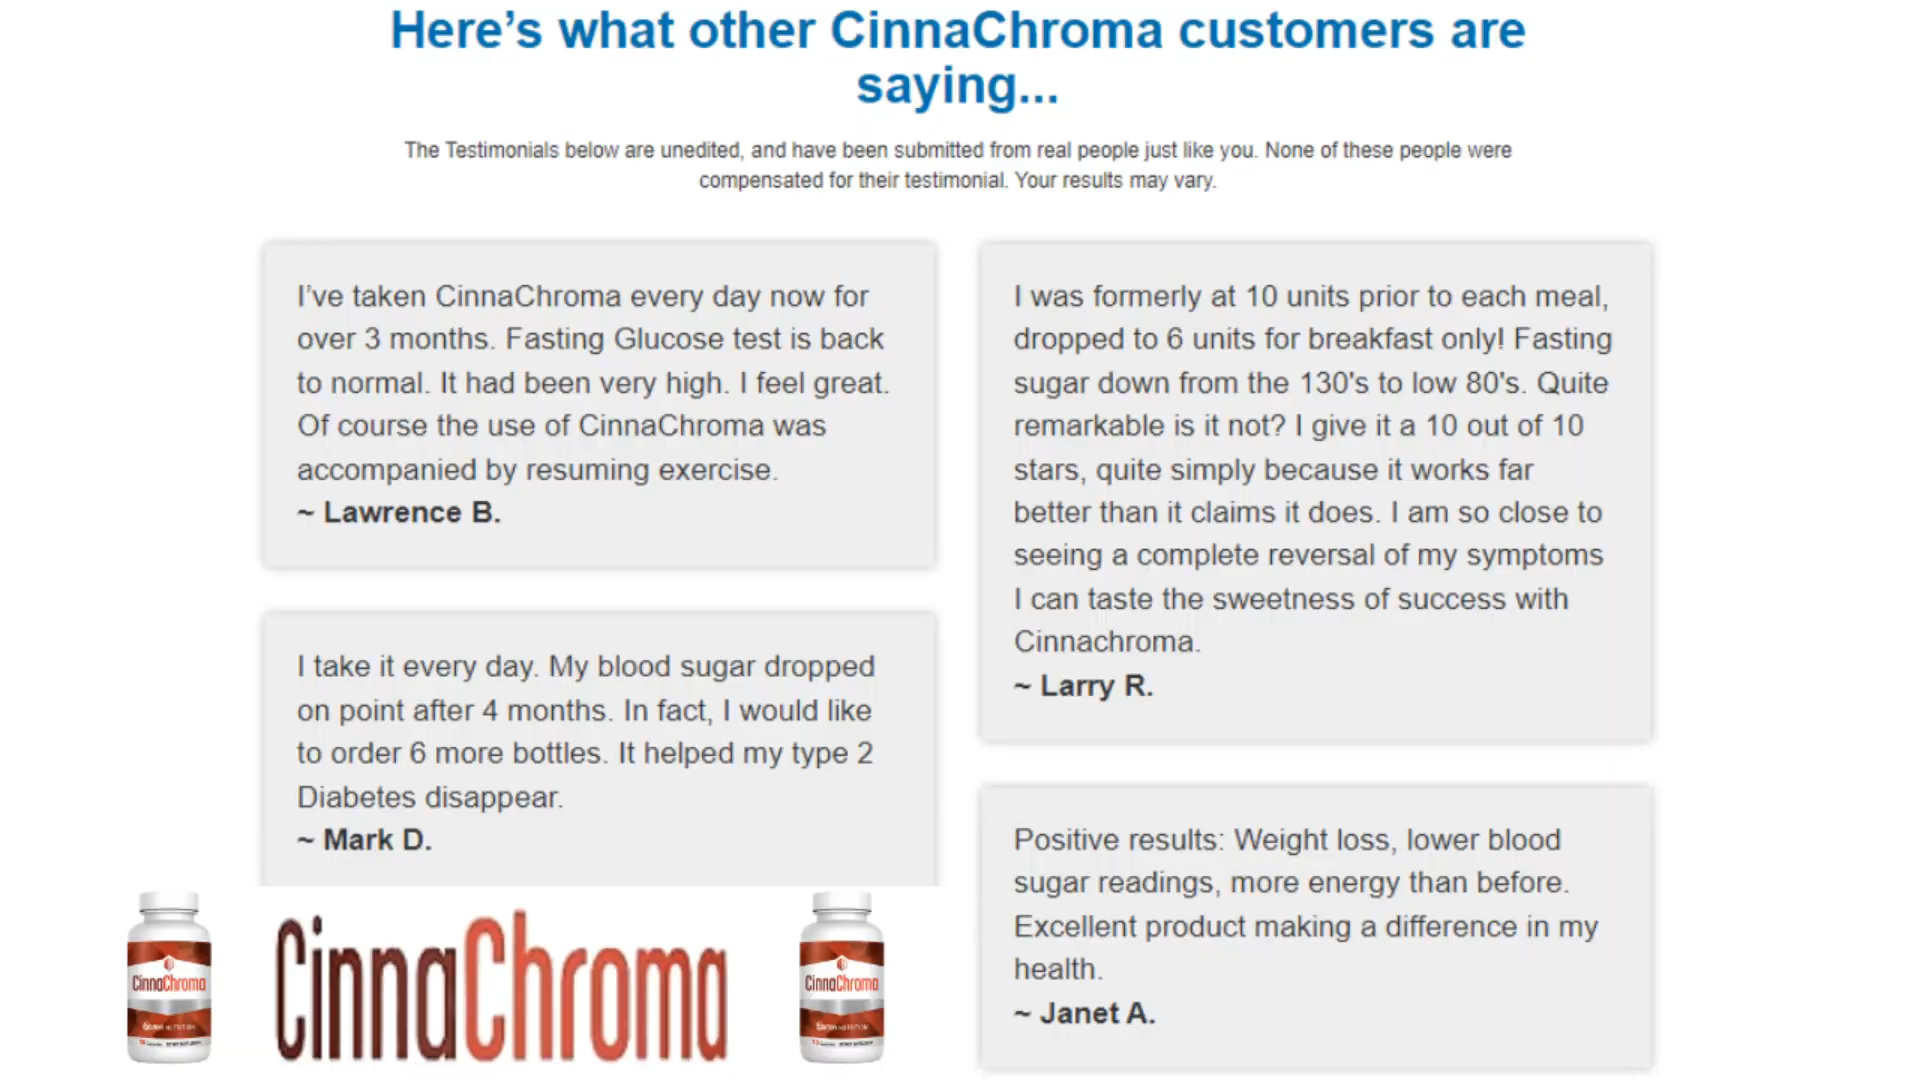 Here's what other CinnaChroma customers are
saying...
The Testimonials below are unedited, and have been submitted from real people just like you. None of these people were
compensated for their testimonial. Your results may vary.
I've taken CinnaChroma every day now for
over 3 months. Fasting Glucose test is back
to normal. It had been very high. I feel great.
Of course the use of CinnaChroma was
accompanied by resuming exercise.
~ Lawrence B.
I take it every day. My blood sugar dropped
on point after 4 months. In fact, I would like
to order 6 more bottles. It helped my type 2
Diabetes disappear.
~ Mark D.
I was formerly at 10 units prior to each meal,
dropped to 6 units for breakfast only! Fasting
sugar down from the 130's to low 80's. Quite
remarkable is it not? I give it a 10 out of 10
stars, quite simply because it works far
better than it claims it does. I am so close to
seeing a complete reversal of my symptoms
I can taste the sweetness of success with
Cinnachroma.
~ Larry R.
Positive results: Weight loss, lower blood
sugar readings, more energy than before.
Excellent product making a difference in my
health.
~ Janet A.
CinnaChroma
CinnaChroma
CinnaChroma